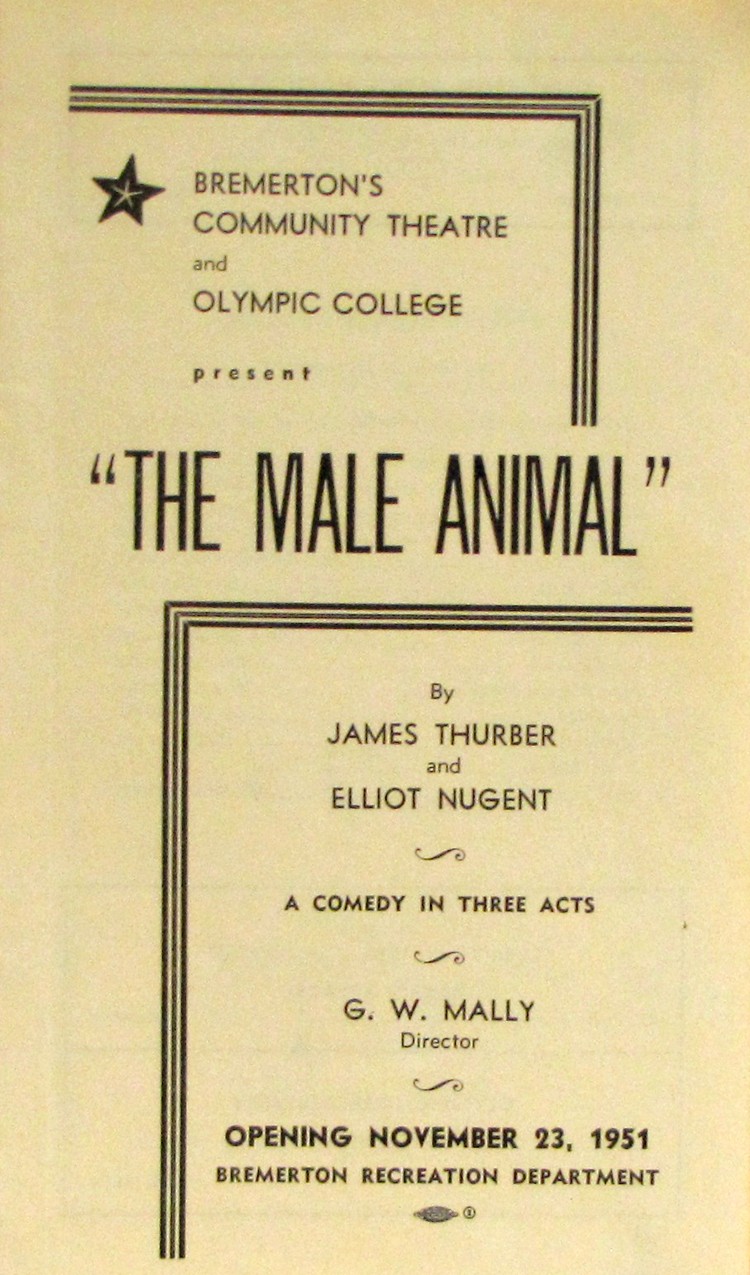 BREMERTON'S
COMMUNITY THEATRE
and
OLYMPIC COLLEGE
present
“THE MALE ANIMAL”
By
JAMES THURBER
and
ELLIOT NUGENT
A COMEDY IN THREE ACTS
G. W. MALLY
Director
OPENING NOVEMBER 23, 1951
BREMERTON RECREATION DEPARTMENT